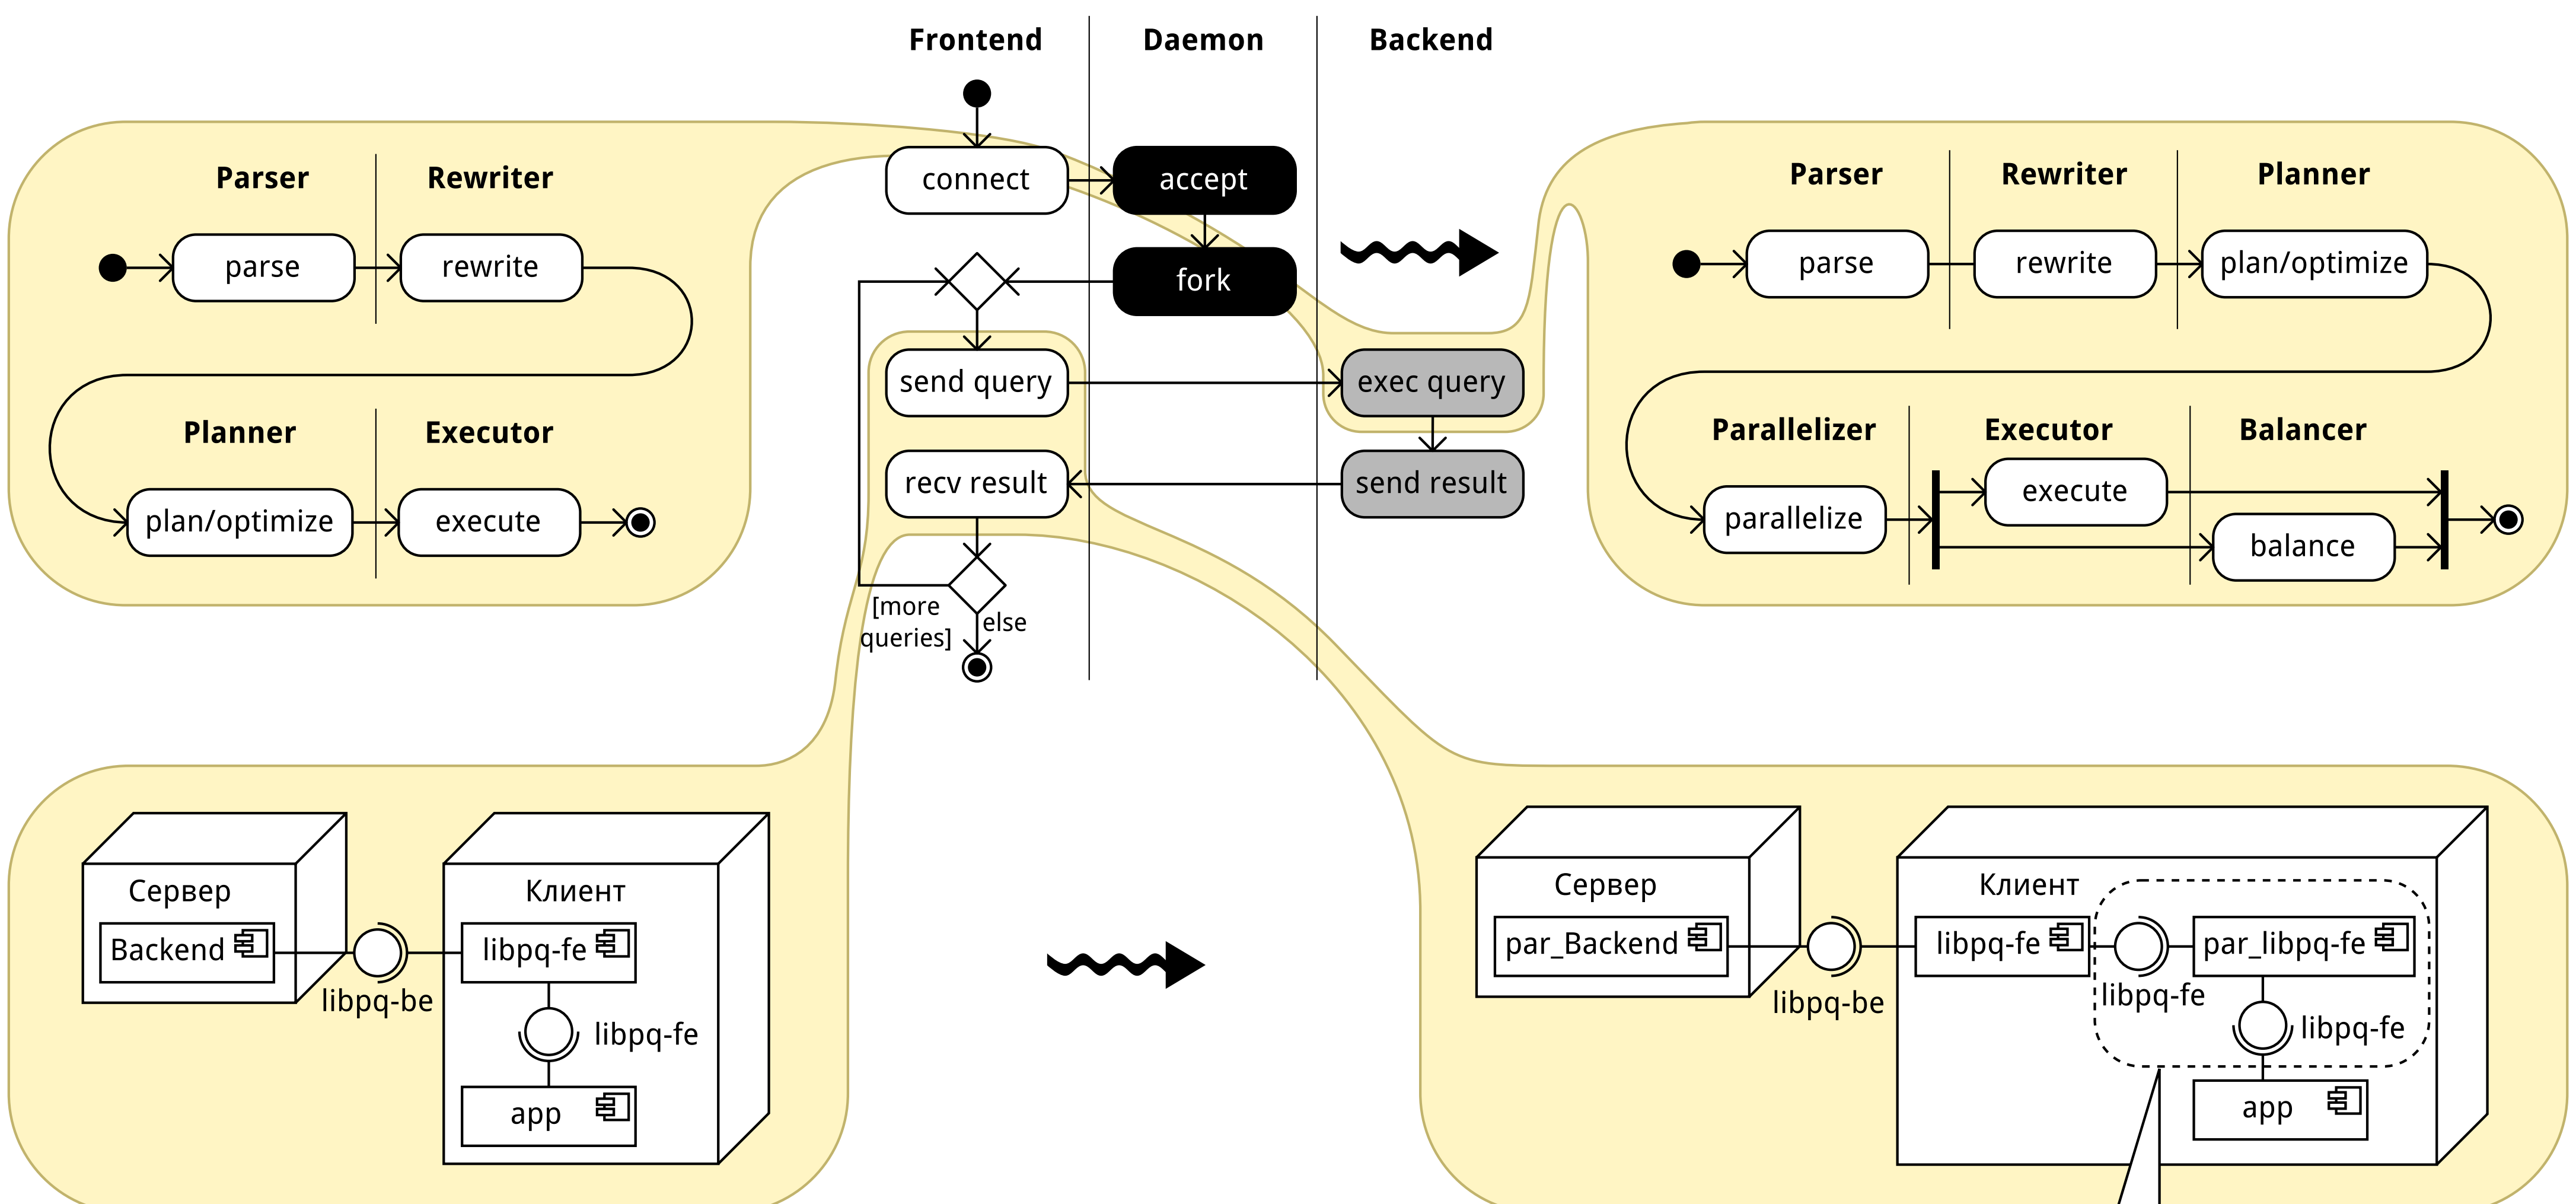 Frontend
Daemon
Backend
connect
accept
fork
send query
exec query
recv result
send result
[more
queries]
else
Parser
Rewriter
parse
rewrite
Planner
Executor
plan/optimize
execute
Parser
Rewriter
Planner
parse
rewrite
plan/optimize
Parallelizer
Executor
Balancer
parallelize
execute
balance
Сервер
Backend
libpq-be
Клиент
libpq-fe
libpq-fe
app
Сервер
par_Backend
libpq-be
Клиент
libpq-fe
libpq-fe
par_libpq-fe
libpq-fe
app